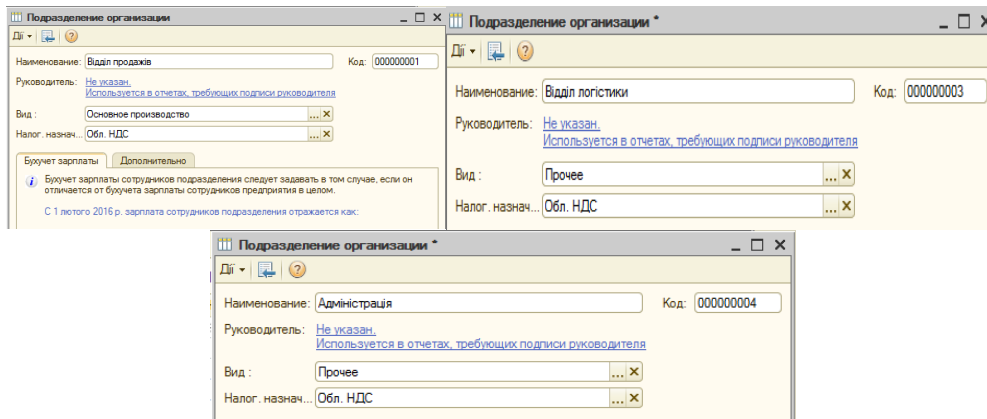 Подразделение организации
Дії
Наименование: Відділ продажів Код: 000000001
Руководитель: Не указан.
Используется в отчетах, требующих подписи руководителя
Вид : Основное производство ...
Налог. назнач... Обл. НДС ...
Бухучет зарплаты Дополнительно
Бухучет зарплаты сотрудников подразделения следует задавать в том случае, если он
отличается от бухучета зарплаты сотрудников предприятия в целом.
С 1 лютого 2016 р. зарплата сотрудников подразделения отражается как:
Подразделение организации *
Дії
Наименование: Відділ логістики Код: 000000003
Руководитель: Не указан.
Используется в отчетах, требующих подписи руководителя
Вид : Прочее ...
Налог. назнач... Обл. НДС ...
Подразделение организации *
Дії
Наименование: Адміністрація Код: 000000004
Руководитель: Не указан.
Используется в отчетах, требующих подписи руководителя
Вид : Прочее ...
Налог. назнач... Обл. НДС ...